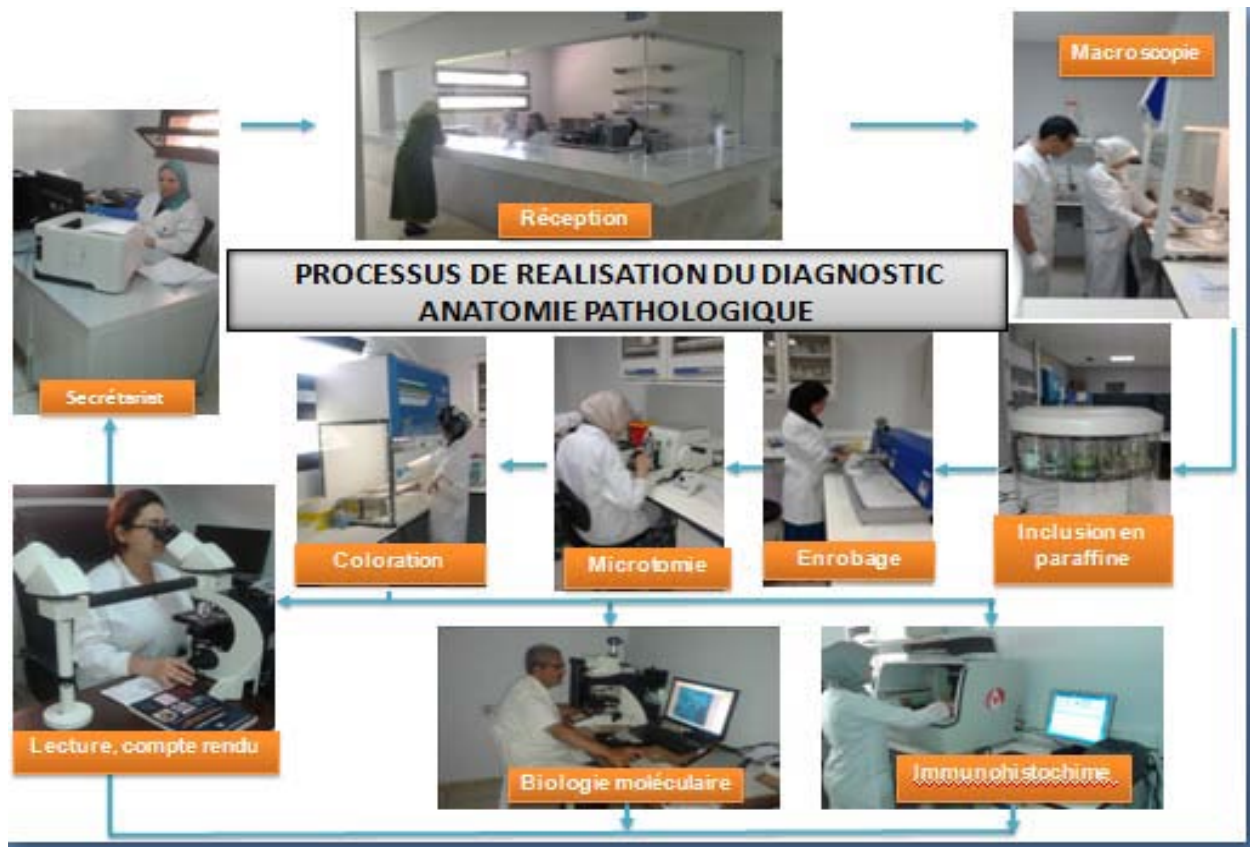 Macroscopie
Réception
PROCESSUS DE REALISATION DU DIAGNOSTIC
ANATOMIE PATHOLOGIQUE
Secrétariat
Coloration
Microtomie
Enrobage
Inclusion en
paraffine
Lecture, compte rendu
Biologie moléculaire
Immunohistochime